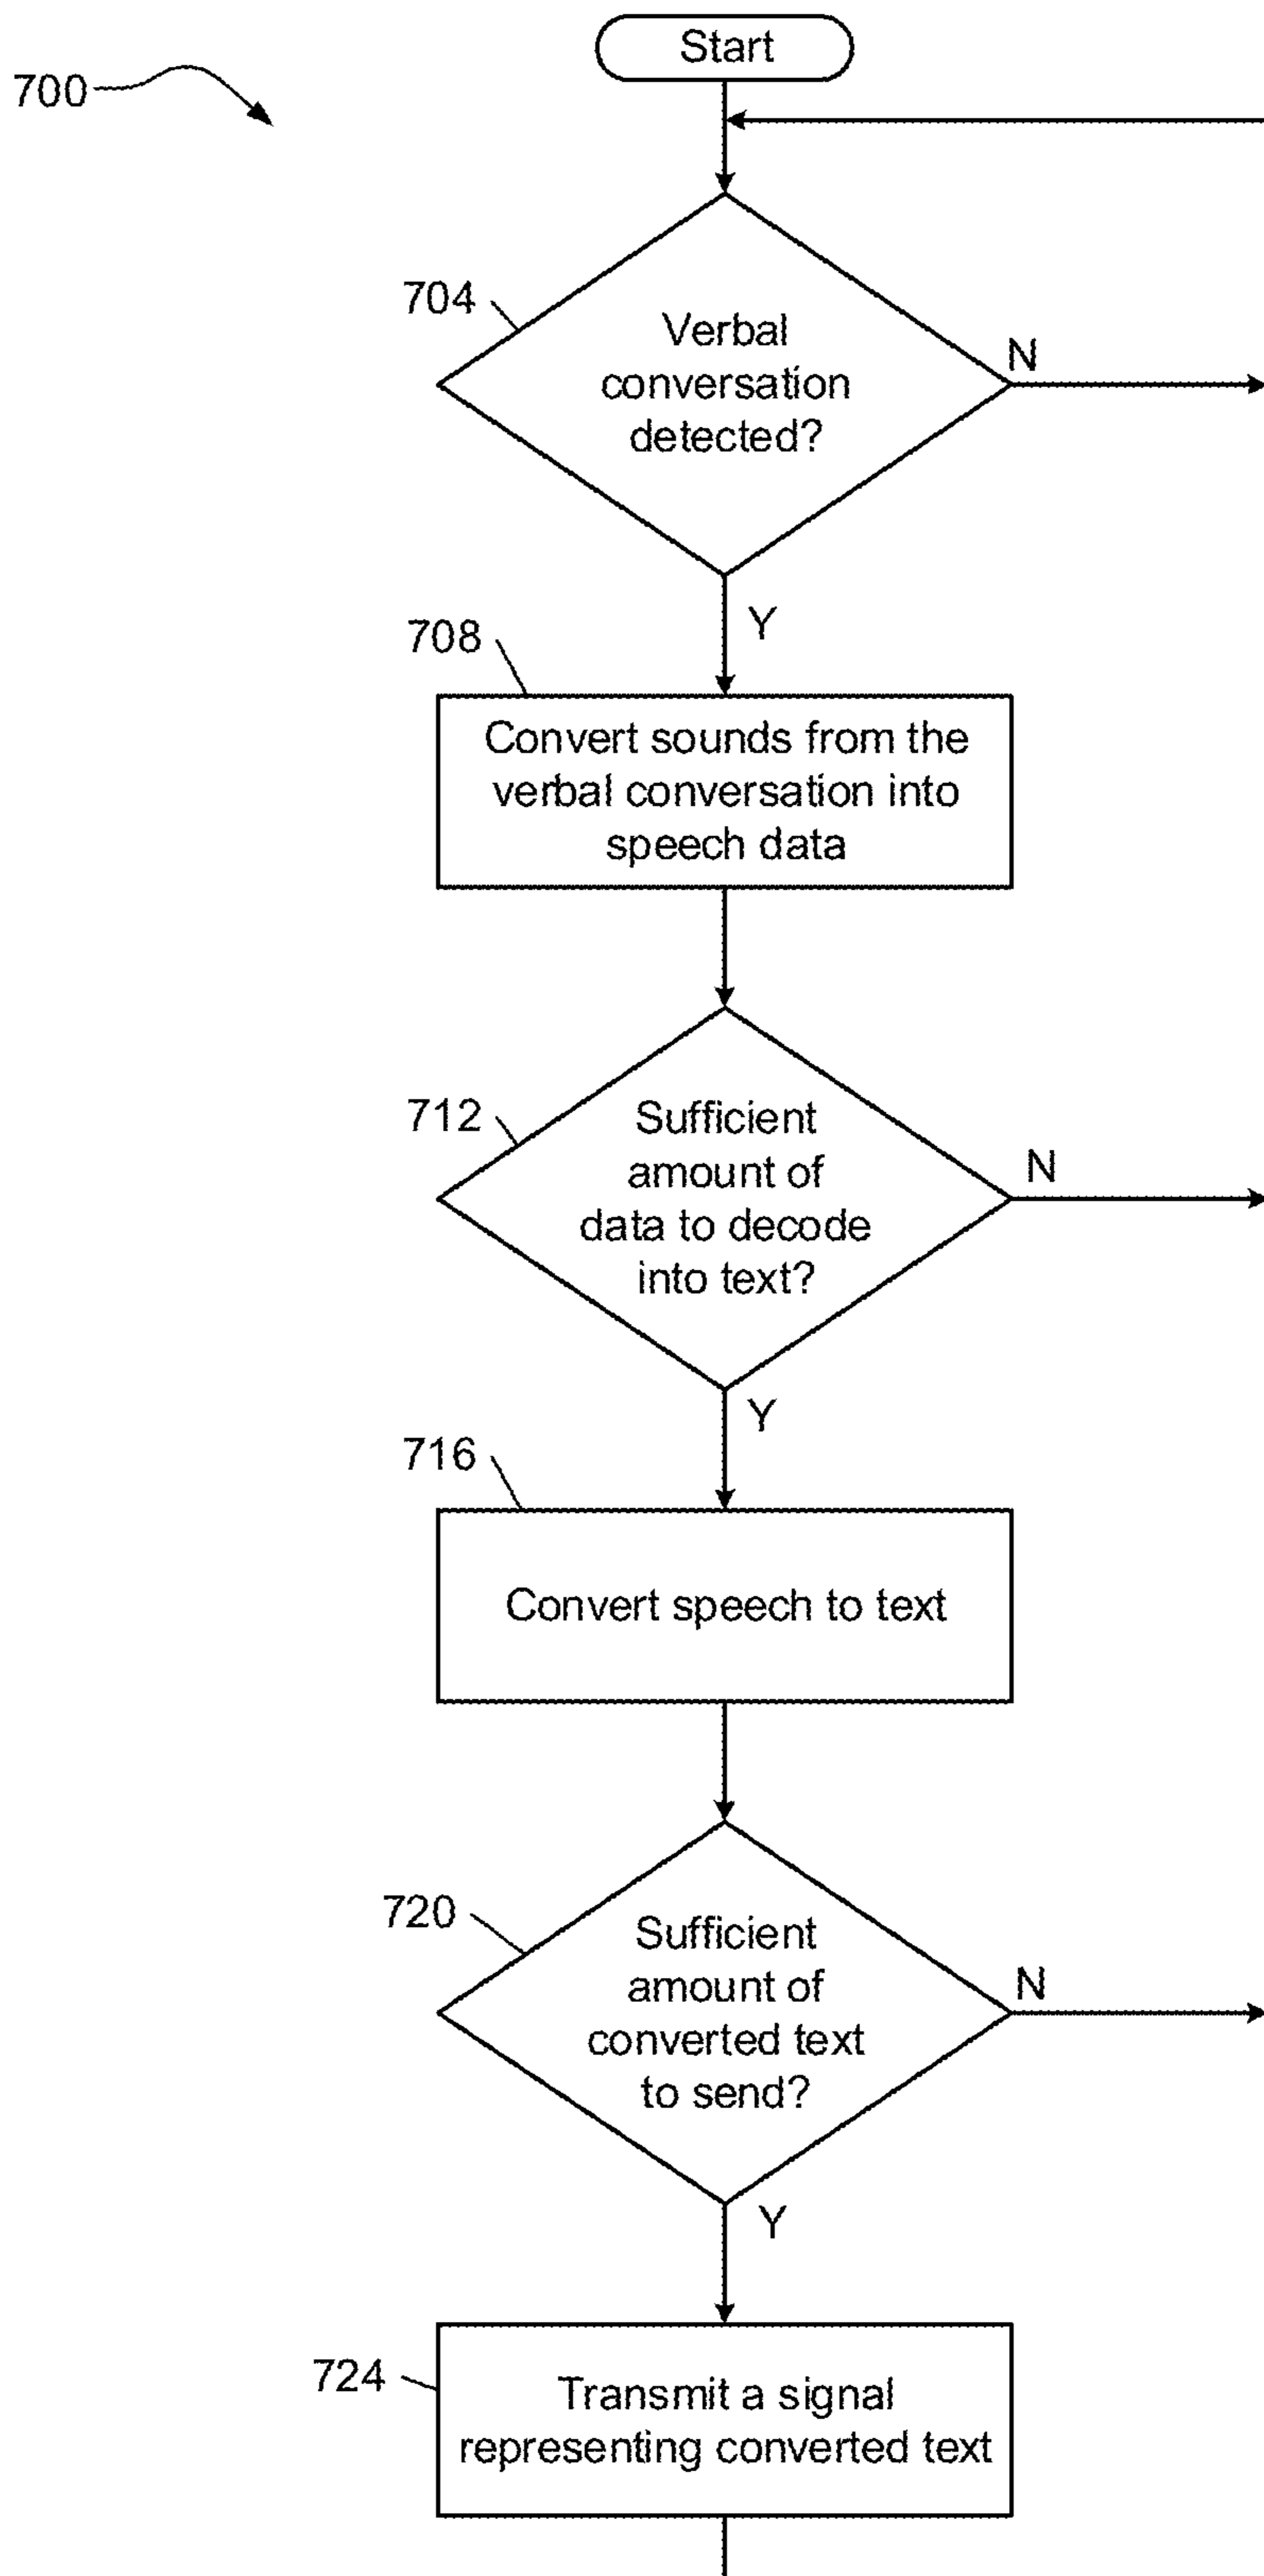 Start
700
704
Verbal
conversation
detected?
N
Y
708
Convert sounds from the
verbal conversation into
speech data
712
Sufficient
amount of
data to decode
into text?
N
Y
716
Convert speech to text
720
Sufficient
amount of
converted text
to send?
N
Y
724
Transmit a signal
representing converted text